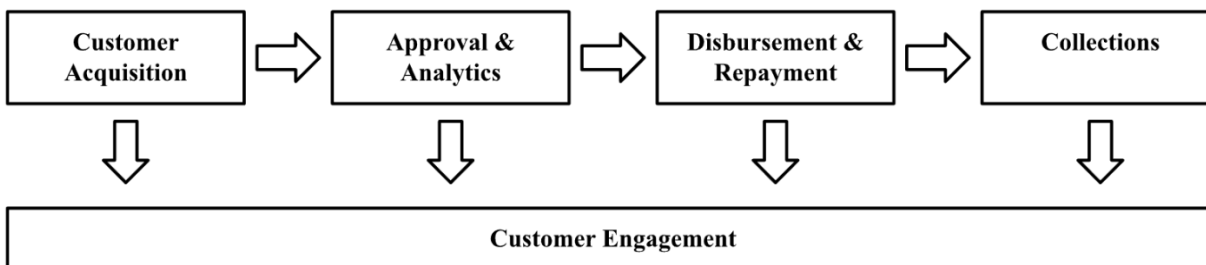 Customer
Acquisition
Approval &
Analytics
Disbursement &
Repayment
Collections
Customer Engagement